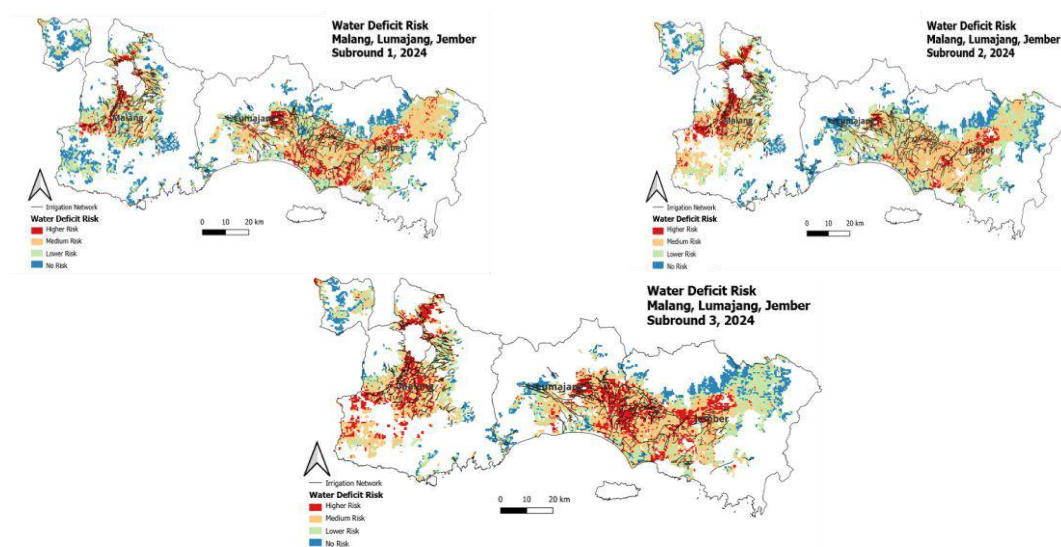 Water Deficit Risk
Malang, Lumajang, Jember
Subround 1, 2024
Malang
Lumajang
Jember
Irrigation Network
Water Deficit Risk
Higher Risk
Medium Risk
Lower Risk
No Risk
0 10 20 km
Water Deficit Risk
Malang, Lumajang, Jember
Subround 2, 2024
Malang
Lumajang
Jember
Irrigation Network
Water Deficit Risk
Higher Risk
Medium Risk
Lower Risk
No Risk
0 10 20 km
Water Deficit Risk
Malang, Lumajang, Jember
Subround 3, 2024
Malang
Lumajang
Jember
Irrigation Network
Water Deficit Risk
Higher Risk
Medium Risk
Lower Risk
No Risk
0 10 20 km